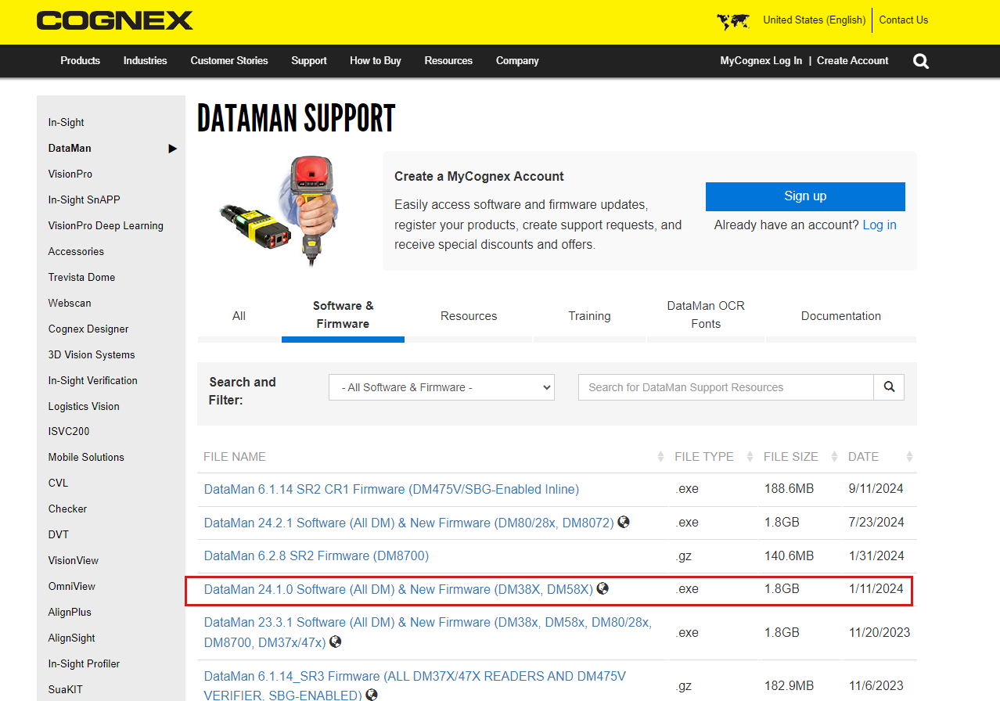 COGNEX
United States (English)
Contact Us
Products
Industries
Customer Stories
Support
How to Buy
Resources
Company
MyCognex Log In | Create Account
In-Sight
DataMan
VisionPro
In-Sight SnAPP
VisionPro Deep Learning
Accessories
Trevista Dome
Webscan
Cognex Designer
3D Vision Systems
In-Sight Verification
Logistics Vision
ISVC200
Mobile Solutions
CVL
Checker
DVT
VisionView
OmniView
AlignPlus
AlignSight
In-Sight Profiler
SuaKIT
DATAMAN SUPPORT
Create a MyCognex Account
Easily access software and firmware updates,
register your products, create support requests, and
receive special discounts and offers.
Sign up
Already have an account? Log in
All
Software &
Firmware
Resources
Training
DataMan OCR
Fonts
Documentation
Search and
Filter:
- All Software & Firmware -
Search for DataMan Support Resources
FILE NAME FILE TYPE FILE SIZE DATE
DataMan 6.1.14 SR2 CR1 Firmware (DM475V/SBG-Enabled Inline) .exe 188.6MB 9/11/2024
DataMan 24.2.1 Software (All DM) & New Firmware (DM80/28x, DM8072) .exe 1.8GB 7/23/2024
DataMan 6.2.8 SR2 Firmware (DM8700) .gz 140.6MB 1/31/2024
DataMan 24.1.0 Software (All DM) & New Firmware (DM38X, DM58X) .exe 1.8GB 1/11/2024
DataMan 23.3.1 Software (All DM) & New Firmware (DM38x, DM58x, DM80/28x,
DM8700, DM37x/47x) .exe 1.8GB 11/20/2023
DataMan 6.1.14_SR3 Firmware (ALL DM37X/47X READERS AND DM475V
VERIFIER, SBG-ENABLED) .gz 182.9MB 11/6/2023